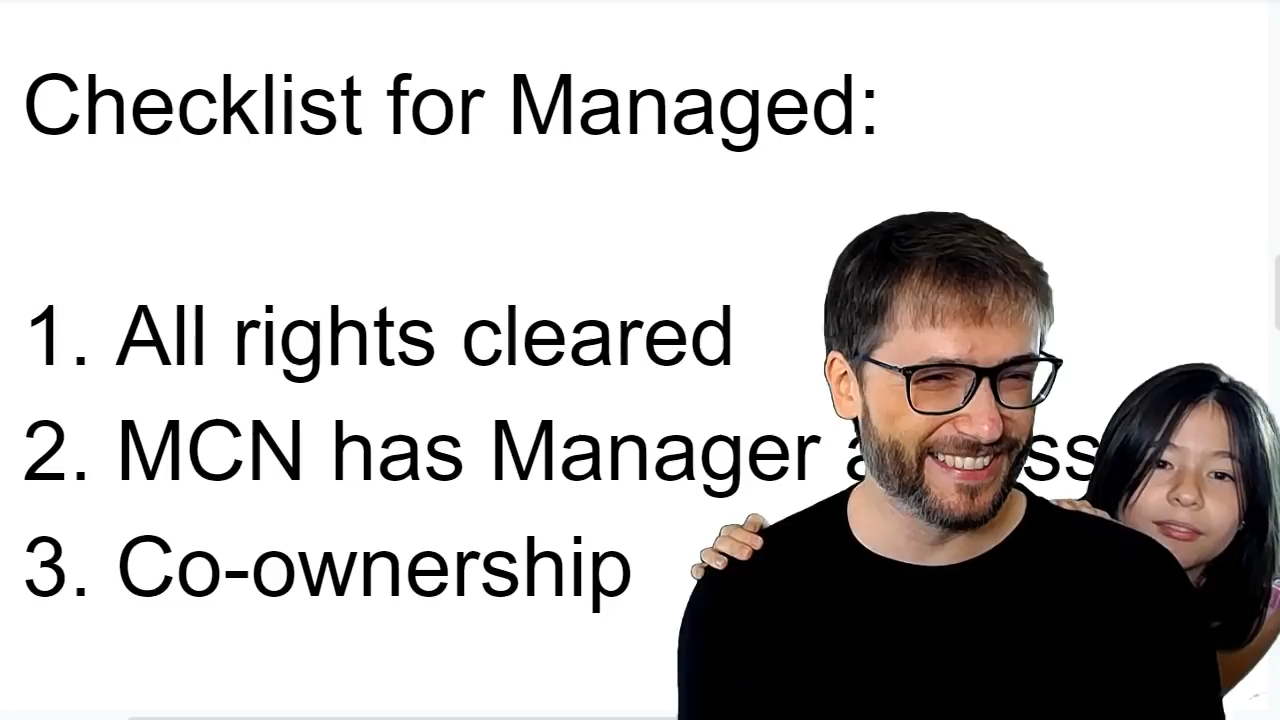 Checklist for Managed:
1. All rights cleared
2. MCN has Manager
3. Co-ownership